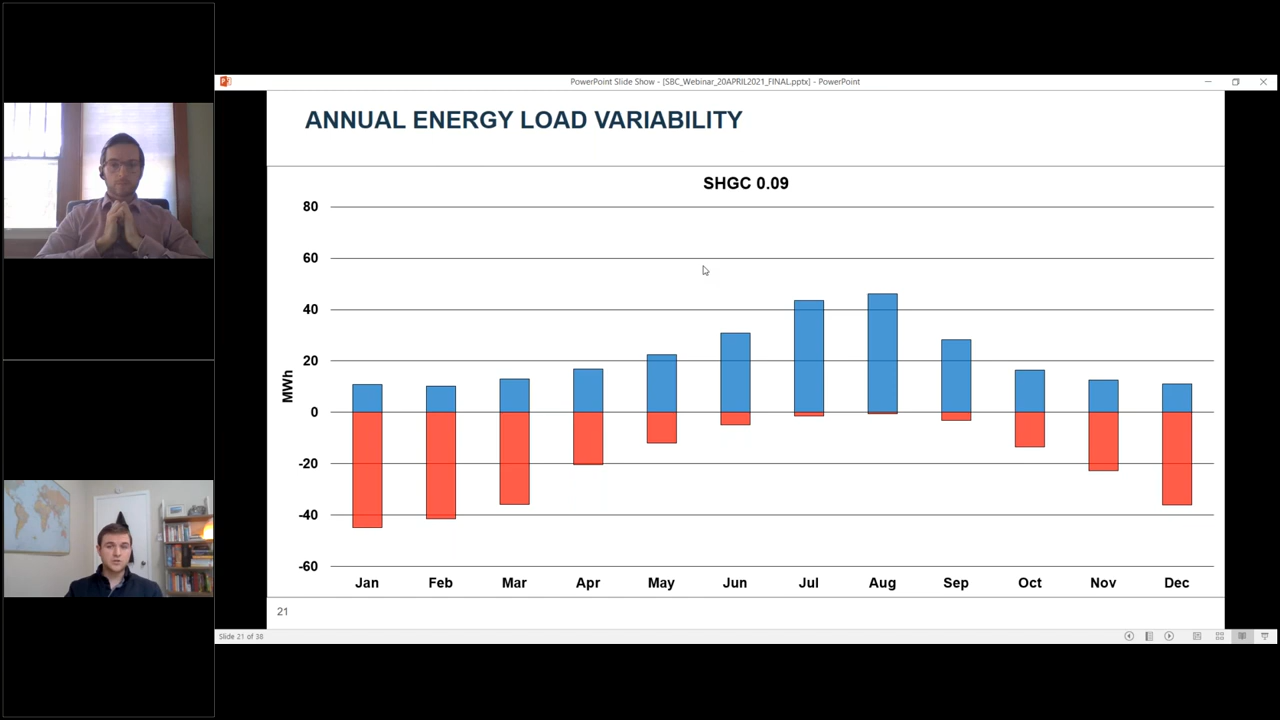 PowerPoint Slide Show - [SBC_Webinar_20APRIL2021_FINAL.pptx] - PowerPoint
ANNUAL ENERGY LOAD VARIABILITY
SHGC 0.09
80
60
40
20
0
-20
-40
-60
MWh
Jan Feb Mar Apr May Jun Jul Aug Sep Oct Nov Dec
21
Slide 21 of 38